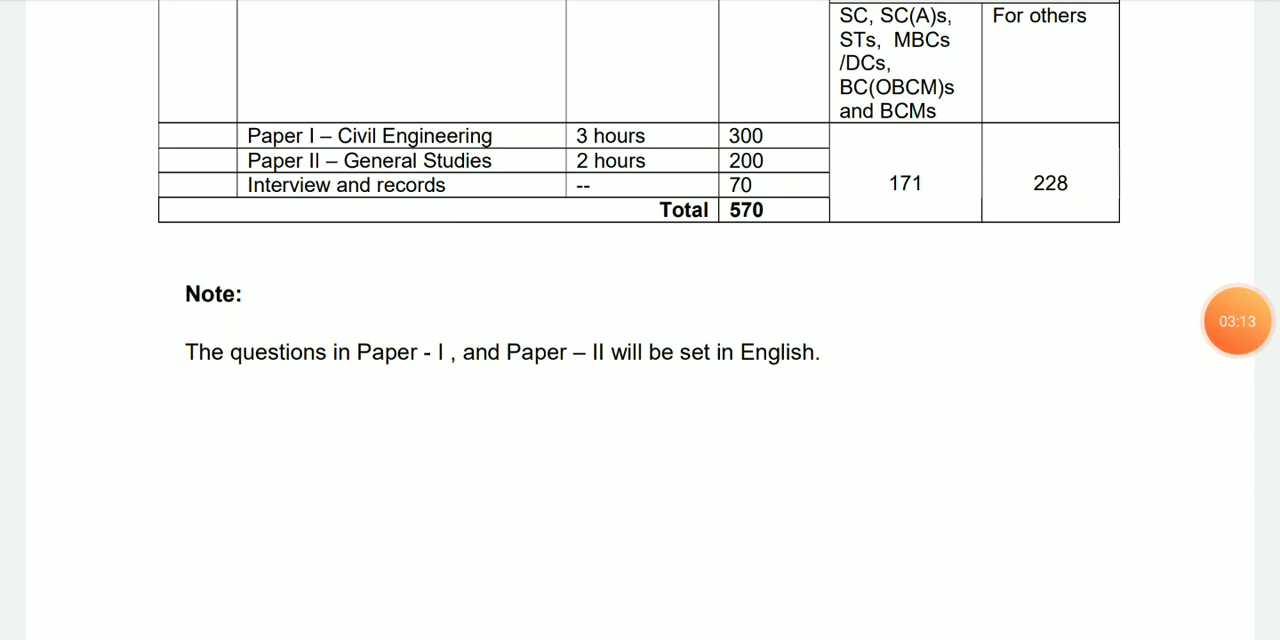 SC, SC(A)s, For others
STs, MBCs
/DCs,
BC(OBCM)s
and BCMs
Paper I – Civil Engineering 3 hours 300
Paper II – General Studies 2 hours 200
Interview and records -- 70 171 228
Total 570
Note:
The questions in Paper - I , and Paper – II will be set in English.
03:13